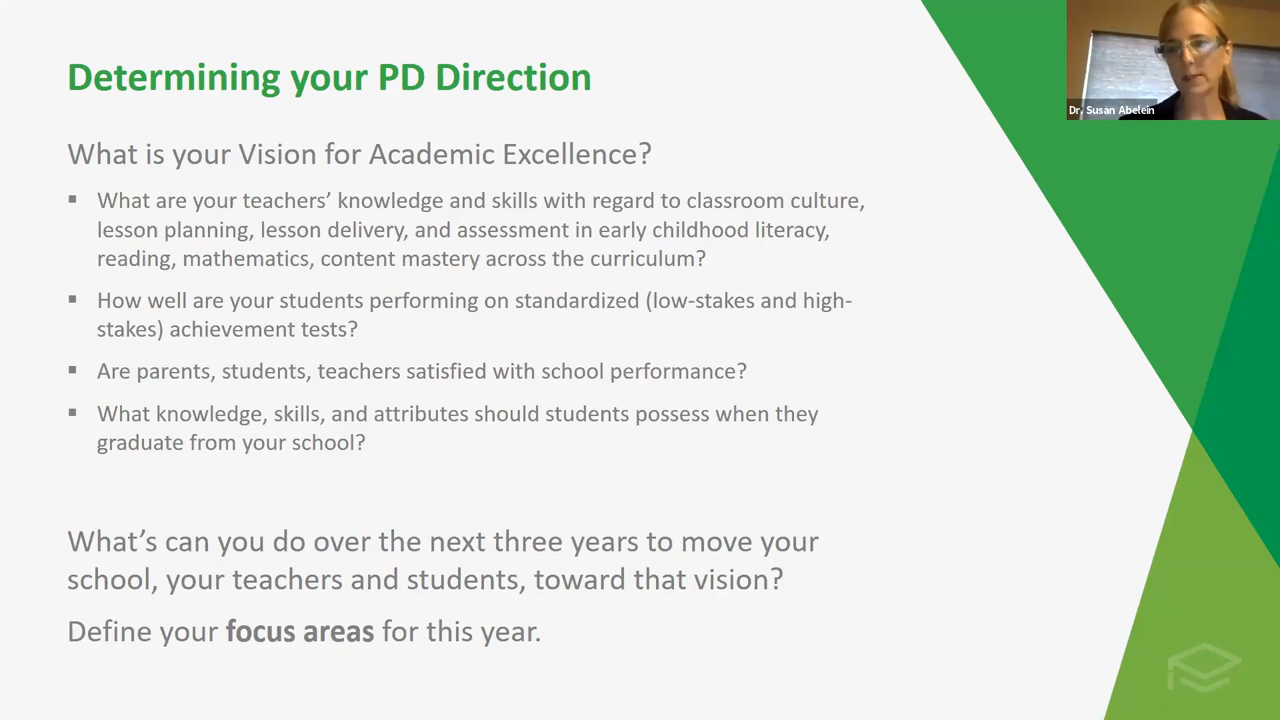 Determining your PD Direction
Dr. Susan Abelein
What is your Vision for Academic Excellence?
▪ What are your teachers’ knowledge and skills with regard to classroom culture,
lesson planning, lesson delivery, and assessment in early childhood literacy,
reading, mathematics, content mastery across the curriculum?
▪ How well are your students performing on standardized (low-stakes and high-
stakes) achievement tests?
▪ Are parents, students, teachers satisfied with school performance?
▪ What knowledge, skills, and attributes should students possess when they
graduate from your school?
What’s can you do over the next three years to move your
school, your teachers and students, toward that vision?
Define your focus areas for this year.